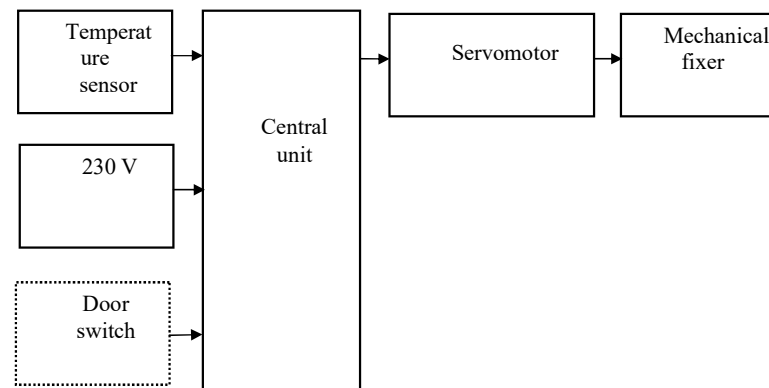 Temperat
ure
sensor
230 V
Door
switch
Central
unit
Servomotor
Mechanical
fixer